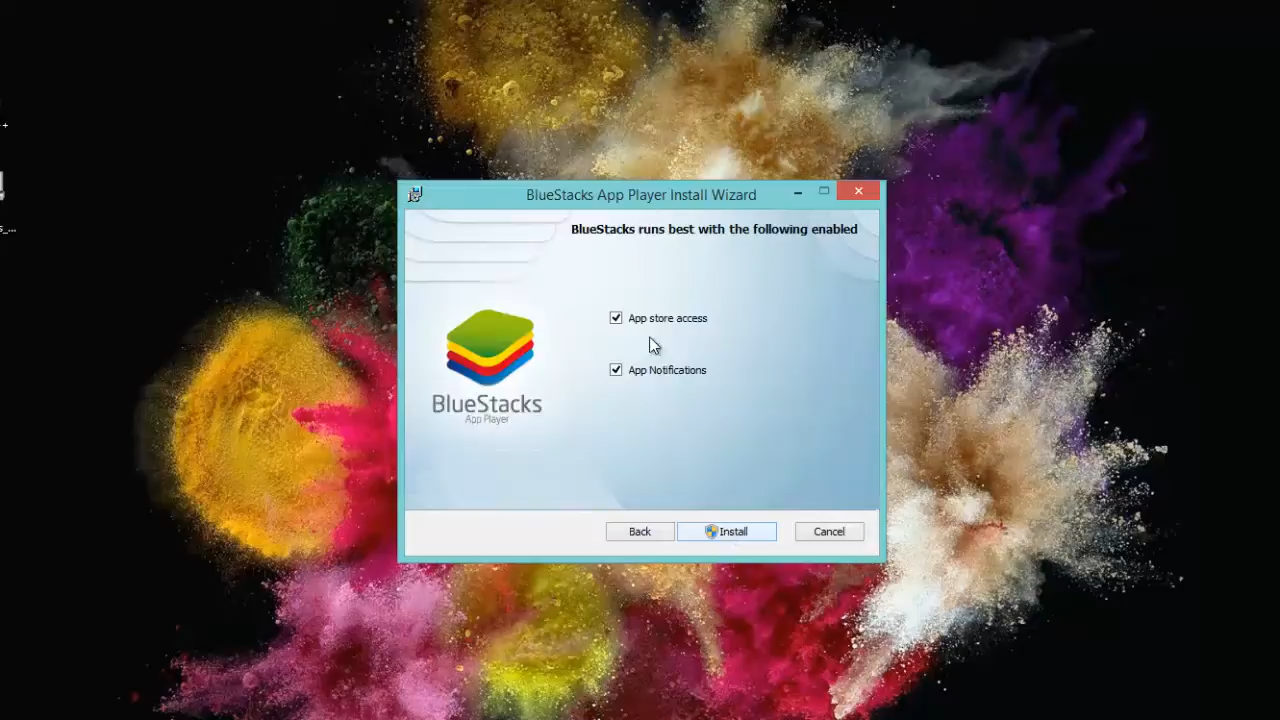 BlueStacks App Player Install Wizard
BlueStacks runs best with the following enabled
App store access
App Notifications
BlueStacks
App Player
Back
Install
Cancel